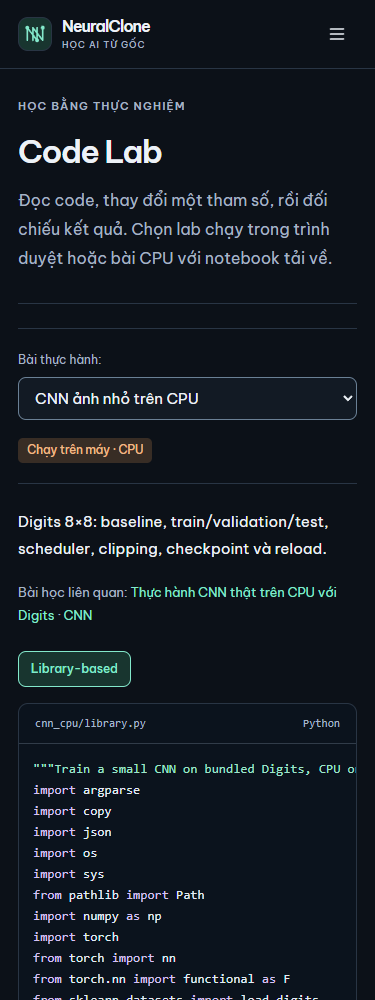 NeuralClone
HỌC AI TỪ GỐC
HỌC BẰNG THỰC NGHIỆM
Code Lab
Đọc code, thay đổi một tham số, rồi đối
chiếu kết quả. Chọn lab chạy trong trình
duyệt hoặc bài CPU với notebook tải về.
Bài thực hành:
CNN ảnh nhỏ trên CPU
Chạy trên máy · CPU
Digits 8×8: baseline, train/validation/test,
scheduler, clipping, checkpoint và reload.
Bài học liên quan: Thực hành CNN thật trên CPU với
Digits · CNN
Library-based
cnn_cpu/library.py Python
"""Train a small CNN on bundled Digits, CPU o
import argparse
import copy
import json
import os
import sys
from pathlib import Path
import numpy as np
import torch
from torch import nn
from torch.nn import functional as F
from sklearn.datasets import load_digits